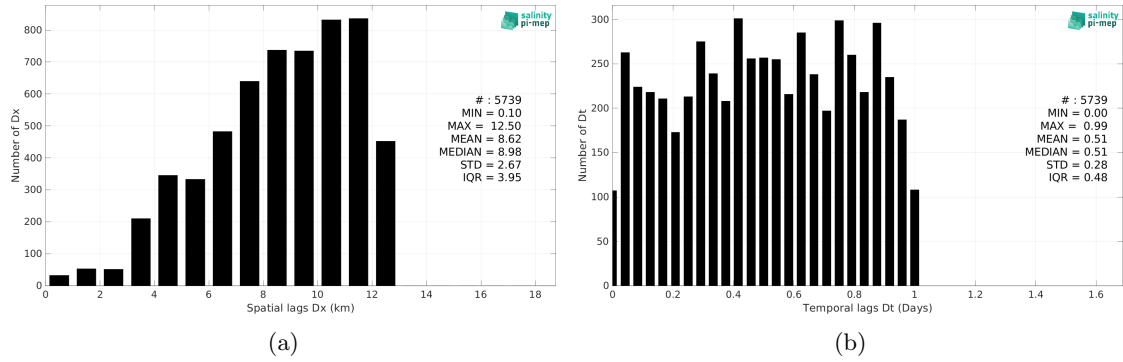 salinity
pi-mep
800
700
600
500
400
300
200
100
0
Number of Dx
# : 5739
MIN = 0.10
MAX = 12.50
MEAN = 8.62
MEDIAN = 8.98
STD = 2.67
IQR = 3.95
0 2 4 6 8 10 12 14 16 18
Spatial lags Dx (km)
(a)
salinity
pi-mep
300
250
200
150
100
50
0
Number of Dt
# : 5739
MIN = 0.00
MAX = 0.99
MEAN = 0.51
MEDIAN = 0.51
STD = 0.28
IQR = 0.48
0 0.2 0.4 0.6 0.8 1 1.2 1.4 1.6
Temporal lags Dt (Days)
(b)